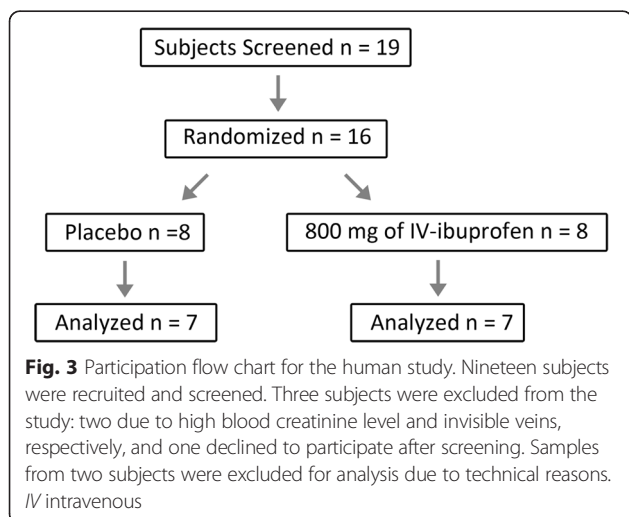 Subjects Screened n = 19
Randomized n = 16
Placebo n =8
800 mg of IV-ibuprofen n = 8
Analyzed n = 7
Analyzed n = 7
Fig. 3 Participation flow chart for the human study. Nineteen subjects
were recruited and screened. Three subjects were excluded from the
study: two due to high blood creatinine level and invisible veins,
respectively, and one declined to participate after screening. Samples
from two subjects were excluded for analysis due to technical reasons.
IV intravenous